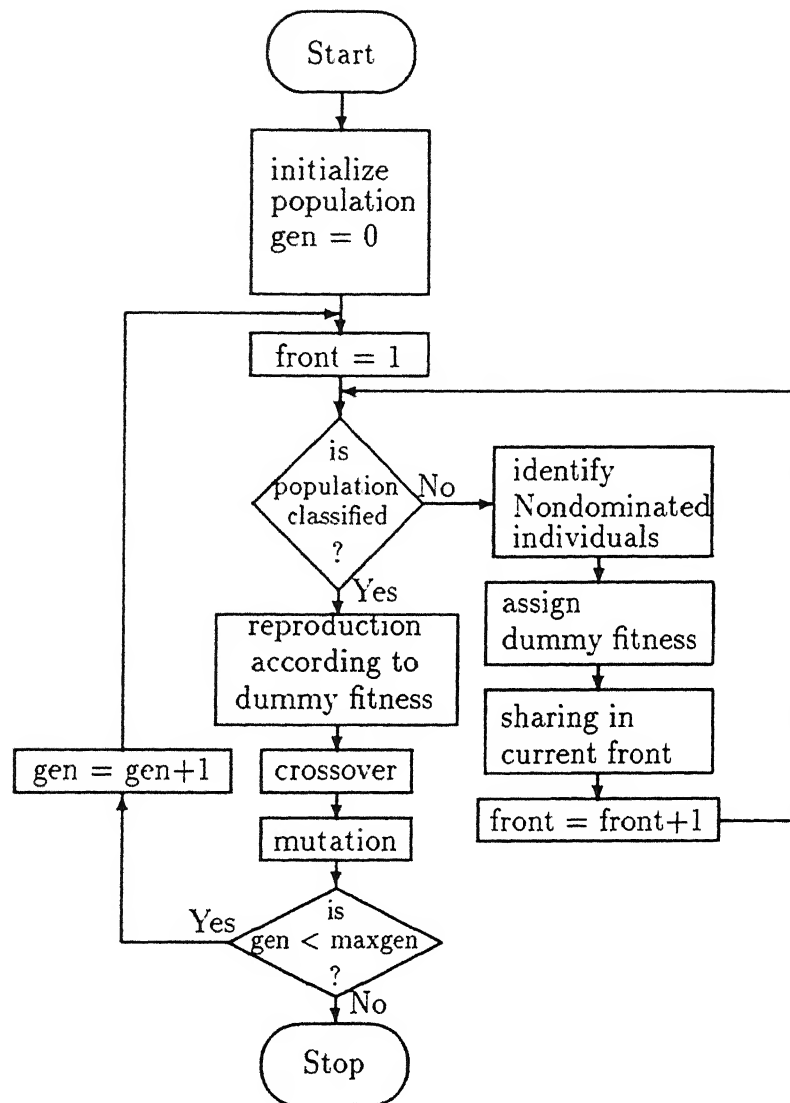 Start
initialize
population
gen = 0
front = 1
is
population
classified
?
No
identify
Nondominated
individuals
Yes
assign
dummy fitness
reproduction
according to
dummy fitness
sharing in
current front
gen = gen+1
crossover
front = front+1
mutation
Yes
is
gen < maxgen
?
No
Stop